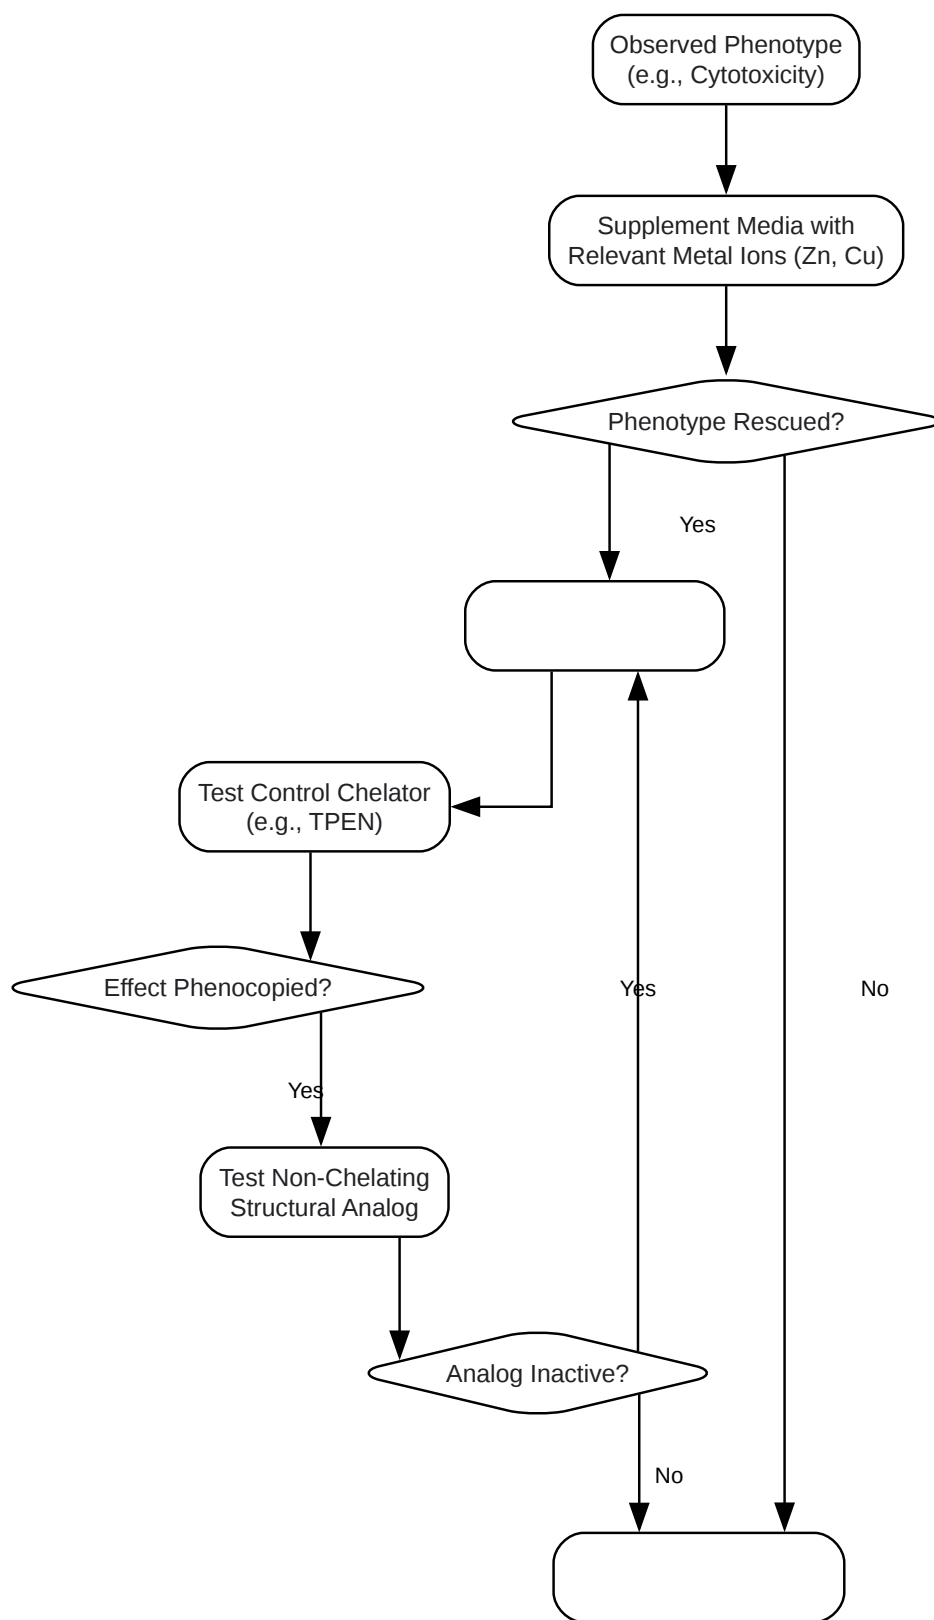 Observed Phenotype
(e.g., Cytotoxicity)
Supplement Media with
Relevant Metal Ions (Zn, Cu)
Phenotype Rescued?
Yes
Test Control Chelator
(e.g., TPEN)
Effect Phenocopied?
Yes
No
Yes
Test Non-Chelating
Structural Analog
Analog Inactive?
No